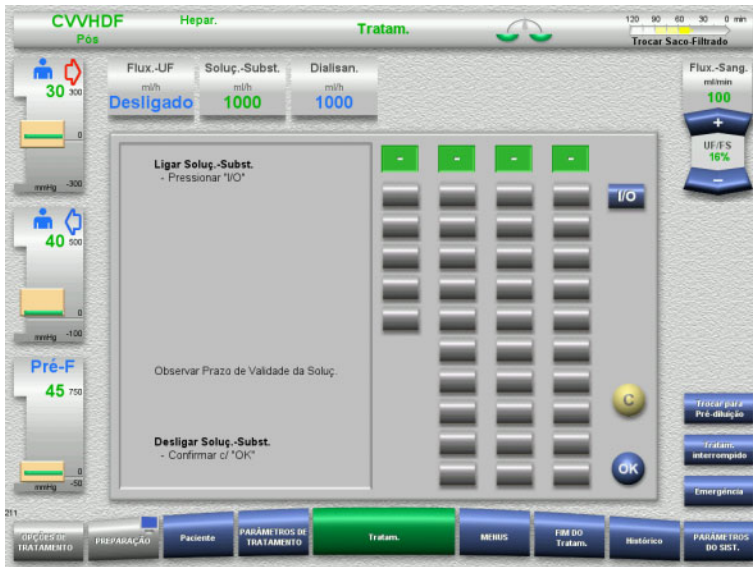 CVVHDF
Pós
Hepar.
Tratam.
120 90 60 30 0 min
Trocar Saco-Filtrado
30 300
0
mmHg -300
40 500
0
mmHg -100
Pré-F
45 750
0
mmHg -50
Flux.-UF
ml/h
Desligado
Soluç.-Subst.
ml/h
1000
Dialisan.
ml/h
1000
Flux.-Sang.
ml/min
100
+
UF/FS
16%
-
Ligar Soluç.-Subst.
- Pressionar "I/O"
Observar Prazo de Validade da Soluç.
Desligar Soluç.-Subst.
- Confirmar c/ "OK"
- - - -
I/O
C
OK
Trocar para
Pré-diluição
Tratam.
interrompido
Emergência
211
OPÇÕES DE
TRATAMENTO
PREPARAÇÃO
Paciente
PARÂMETROS DE
TRATAMENTO
Tratam.
MENUS
FIM DO
Tratam.
Histórico
PARÂMETROS
DO SIST.